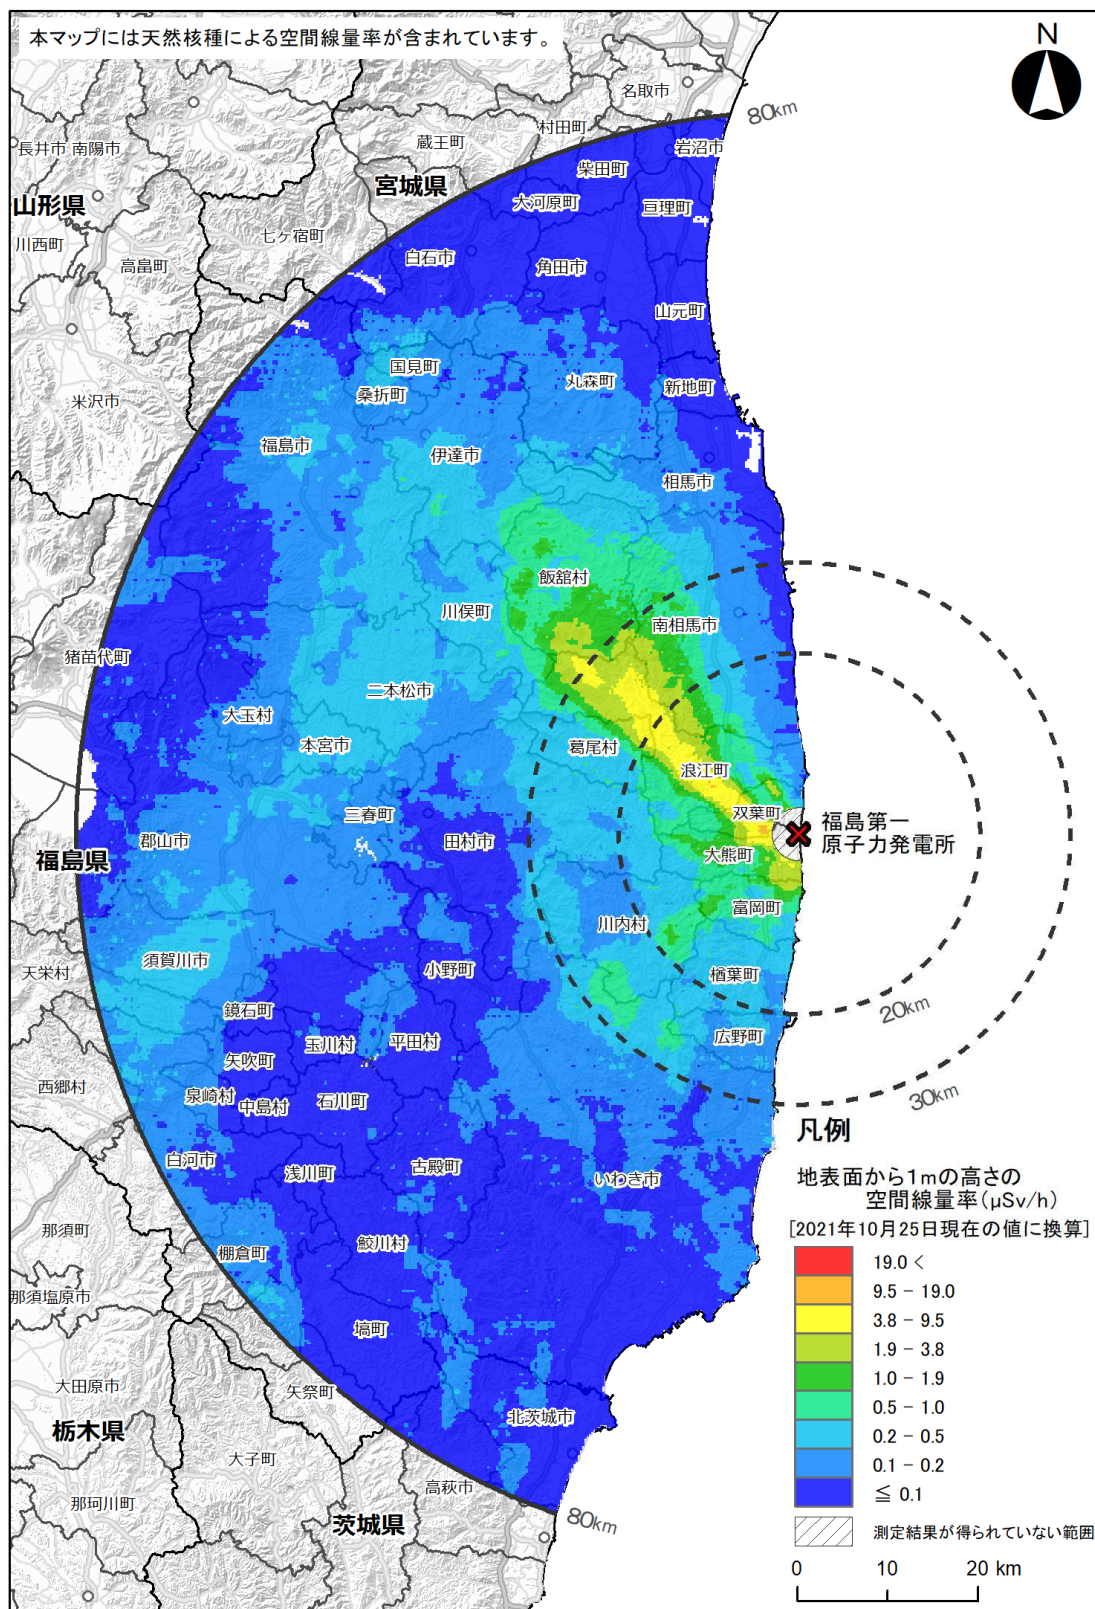 本マップには天然核種による空間線量率が含まれています。
N
名取市
80km
村田町
蔵王町
岩沼市
長井市 南陽市
柴田町
宮城県
山形県
大河原町
亘理町
七ヶ宿町
川西町
白石市
高畠町
角田市
山元町
国見町
丸森町
新地町
桑折町
米沢市
福島市
伊達市
相馬市
飯舘村
川俣町
南相馬市
猪苗代町
二本松市
大玉村
本宮市
葛尾村
浪江町
三春町
双葉町
福島第一
原子力発電所
郡山市
田村市
大熊町
福島県
富岡町
川内村
須賀川市
小野町
天栄村
楢葉町
鏡石町
20km
広野町
玉川村
平田村
矢吹町
西郷村
泉崎村
中島村
石川町
30km
白河市
浅川町
古殿町
いわき市
那須町
鮫川村
棚倉町
那須塩原市
塙町
大田原市
矢祭町
北茨城市
栃木県
大子町
高萩市
那珂川町
茨城県
80km
凡例
地表面から1mの高さの
空間線量率(μSv/h)
[2021年10月25日現在の値に換算]
19.0 <
9.5 - 19.0
3.8 - 9.5
1.9 - 3.8
1.0 - 1.9
0.5 - 1.0
0.2 - 0.5
0.1 - 0.2
≦ 0.1
測定結果が得られていない範囲
0 10 20 km